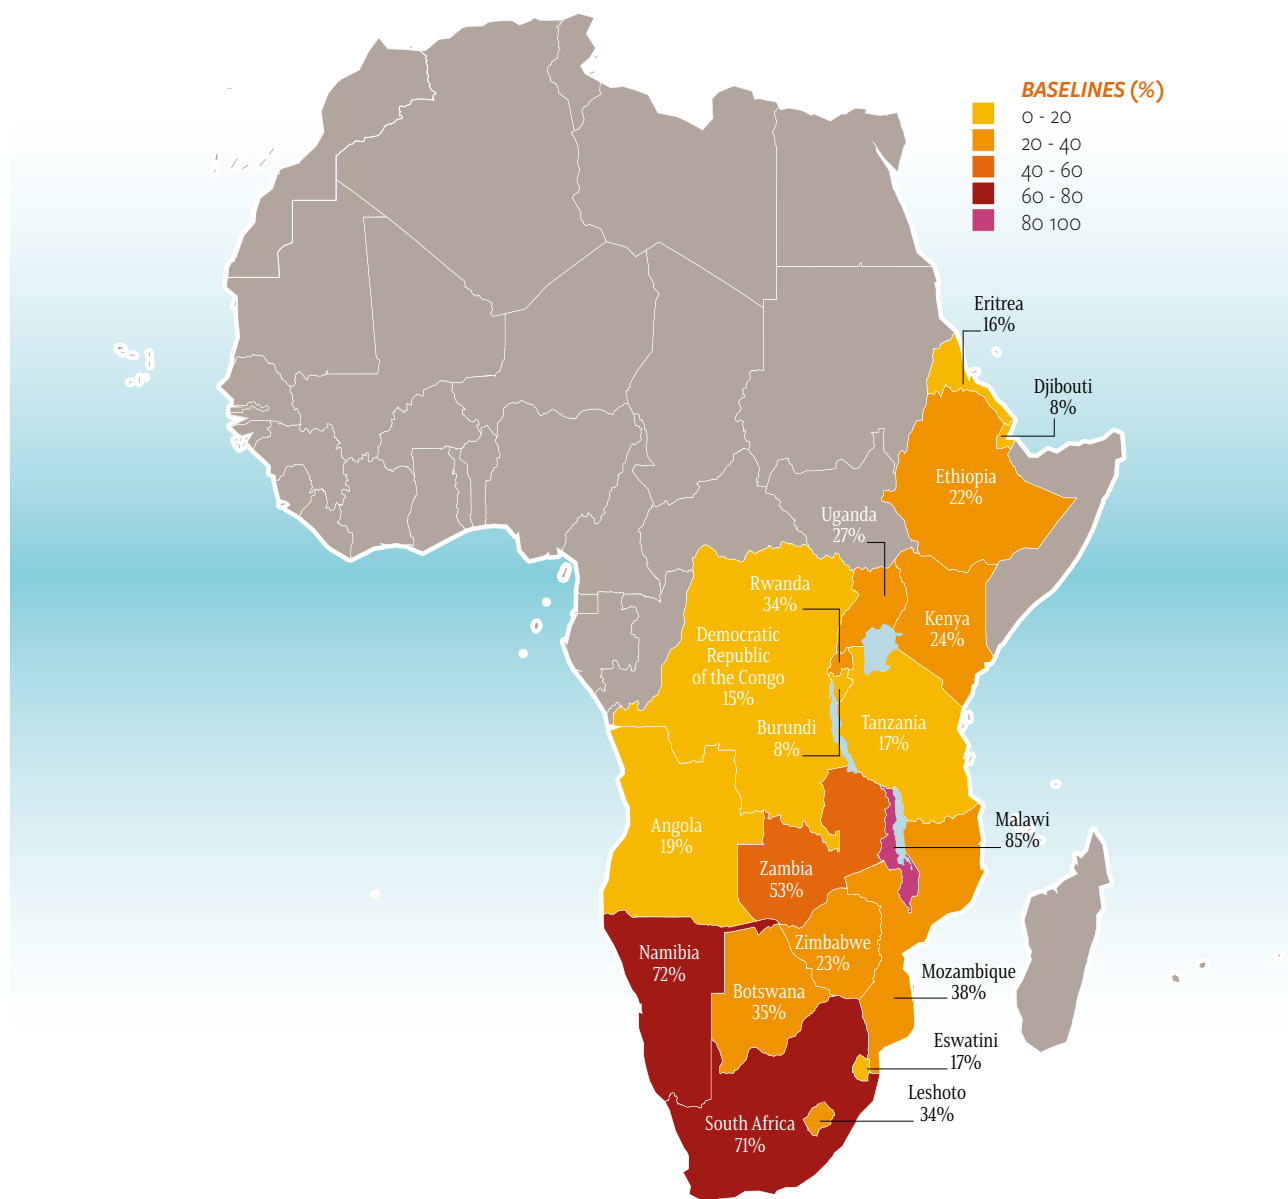 BASELINES (%)
0 - 20
20 - 40
40 - 60
60 - 80
80 100
Eritrea
16%
Djibouti
8%
Ethiopia
22%
Uganda
27%
Rwanda
34%
Kenya
24%
Democratic
Republic
of the Congo
15%
Burundi
8%
Tanzania
17%
Angola
19%
Malawi
85%
Zambia
53%
Zimbabwe
23%
Namibia
72%
Botswana
35%
Mozambique
38%
Eswatini
17%
Leshoto
34%
South Africa
71%